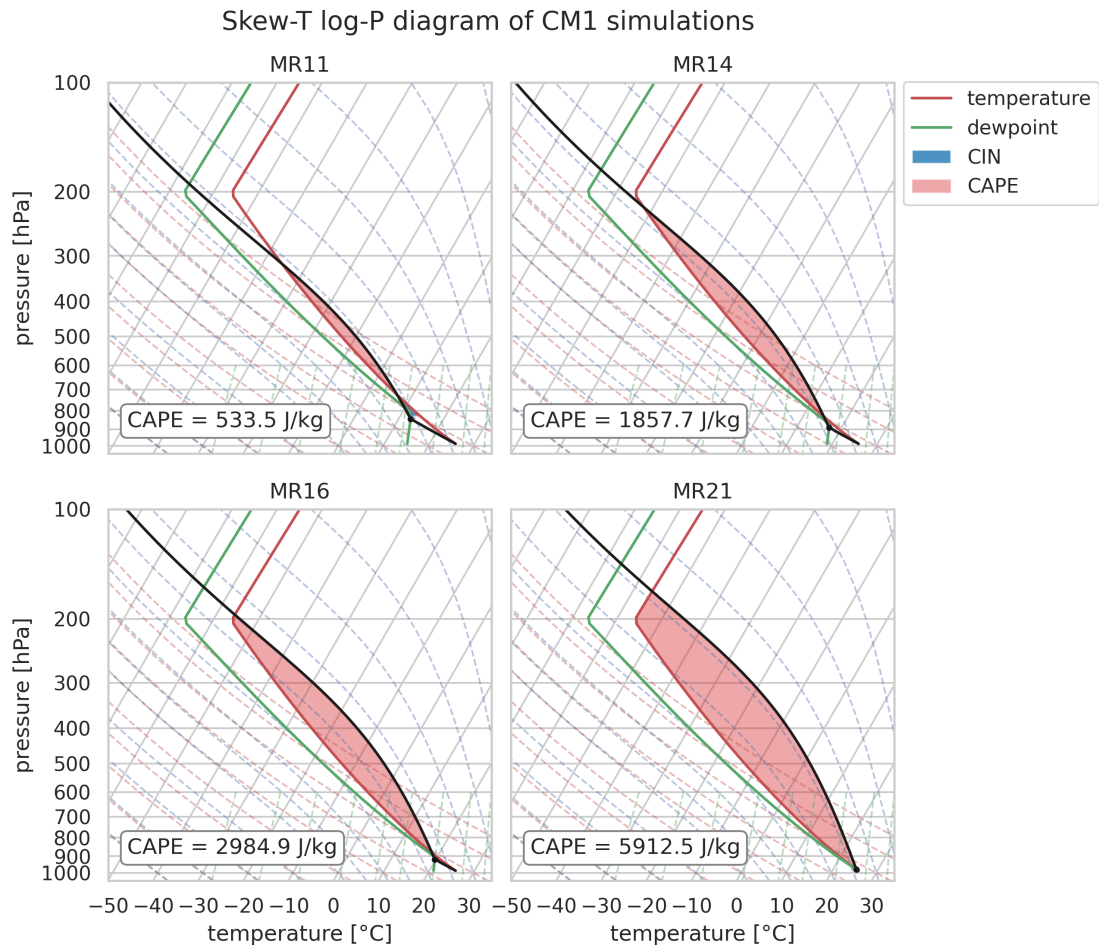 Skew-T log-P diagram of CM1 simulations
MR11
MR14
100
200
300
400
500
600
700
800
900
1000
pressure [hPa]
CAPE = 533.5 J/kg
CAPE = 1857.7 J/kg
temperature
dewpoint
CIN
CAPE
MR16
MR21
100
200
300
400
500
600
700
800
900
1000
pressure [hPa]
CAPE = 2984.9 J/kg
CAPE = 5912.5 J/kg
−50 −40 −30 −20 −10 0 10 20 30
−50 −40 −30 −20 −10 0 10 20 30
temperature [°C]
temperature [°C]